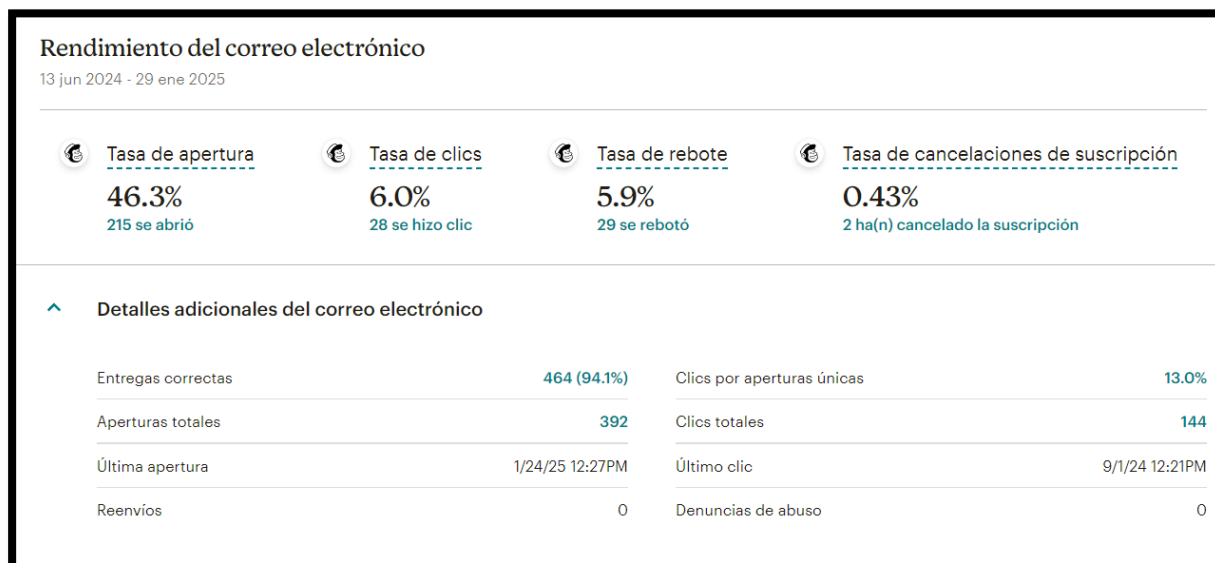 Rendimiento del correo electrónico
13 jun 2024 - 29 ene 2025
Tasa de apertura
46.3%
215 se abrió
Tasa de clics
6.0%
28 se hizo clic
Tasa de rebote
5.9%
29 se rebotó
Tasa de cancelaciones de suscripción
0.43%
2 ha(n) cancelado la suscripción
Detalles adicionales del correo electrónico
Entregas correctas 464 (94.1%)
Clics por aperturas únicas 13.0%
Aperturas totales 392
Clics totales 144
Última apertura 1/24/25 12:27PM
Último clic 9/1/24 12:21PM
Reenvíos 0
Denuncias de abuso 0